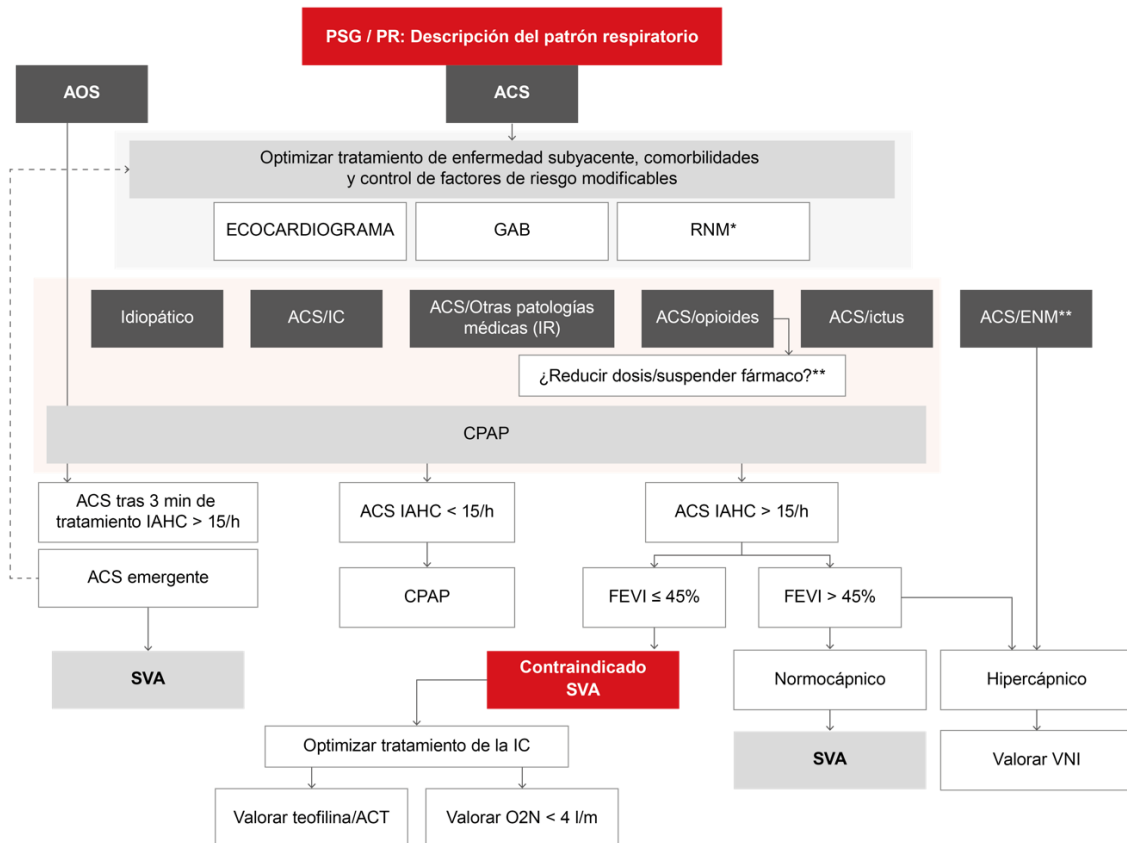 PSG / PR: Descripción del patrón respiratorio
AOS
ACS
Optimizar tratamiento de enfermedad subyacente, comorbilidades
y control de factores de riesgo modificables
ECOCARDIOGRAMA
GAB
RNM*
Idiopático
ACS/IC
ACS/Otras patologías
médicas (IR)
ACS/opioides
ACS/ictus
ACS/ENM**
¿Reducir dosis/suspender fármaco?**
CPAP
ACS tras 3 min de
tratamiento IAHC > 15/h
ACS IAHC < 15/h
ACS IAHC > 15/h
ACS emergente
CPAP
FEVI ≤ 45%
FEVI > 45%
SVA
Contraindicado
SVA
Normocápnico
Hipercápnico
Optimizar tratamiento de la IC
SVA
Valorar VNI
Valorar teofilina/ACT
Valorar O2N < 4 l/m